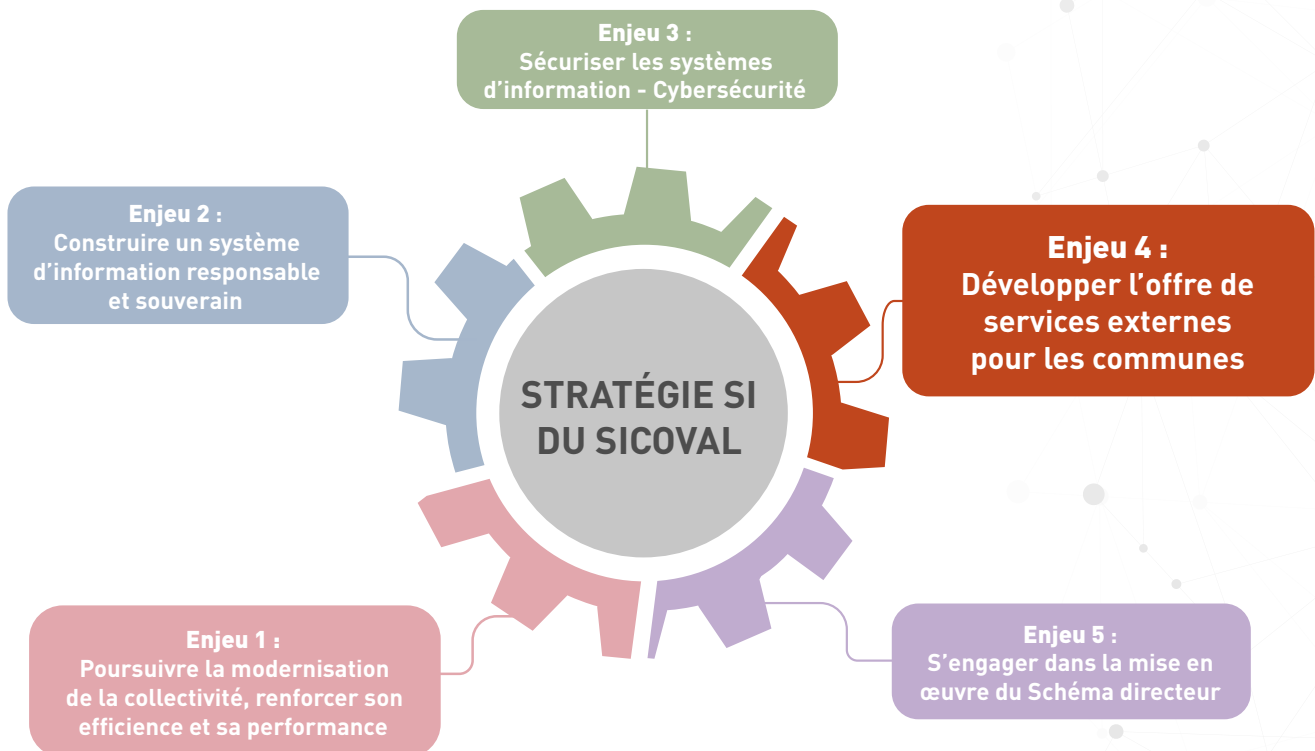 Enjeu 3 :
Sécuriser les systèmes
d'information - Cybersécurité
Enjeu 2 :
Construire un système
d'information responsable
et souverain
Enjeu 4 :
Développer l'offre de
services externes
pour les communes
STRATÉGIE SI
DU SICOVAL
Enjeu 1 :
Poursuivre la modernisation
de la collectivité, renforcer son
efficience et sa performance
Enjeu 5 :
S'engager dans la mise en
œuvre du Schéma directeur